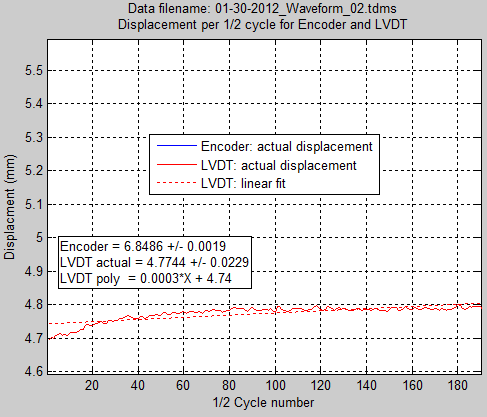 Data filename: 01-30-2012_Waveform_02.tdms
Displacement per 1/2 cycle for Encoder and LVDT
5.5
5.4
5.3
5.2
5.1
5
4.9
4.8
4.7
4.6
Displacment (mm)
Encoder: actual displacement
LVDT: actual displacement
LVDT: linear fit
Encoder = 6.8486 +/- 0.0019
LVDT actual = 4.7744 +/- 0.0229
LVDT poly = 0.0003*X + 4.74
20 40 60 80 100 120 140 160 180
1/2 Cycle number